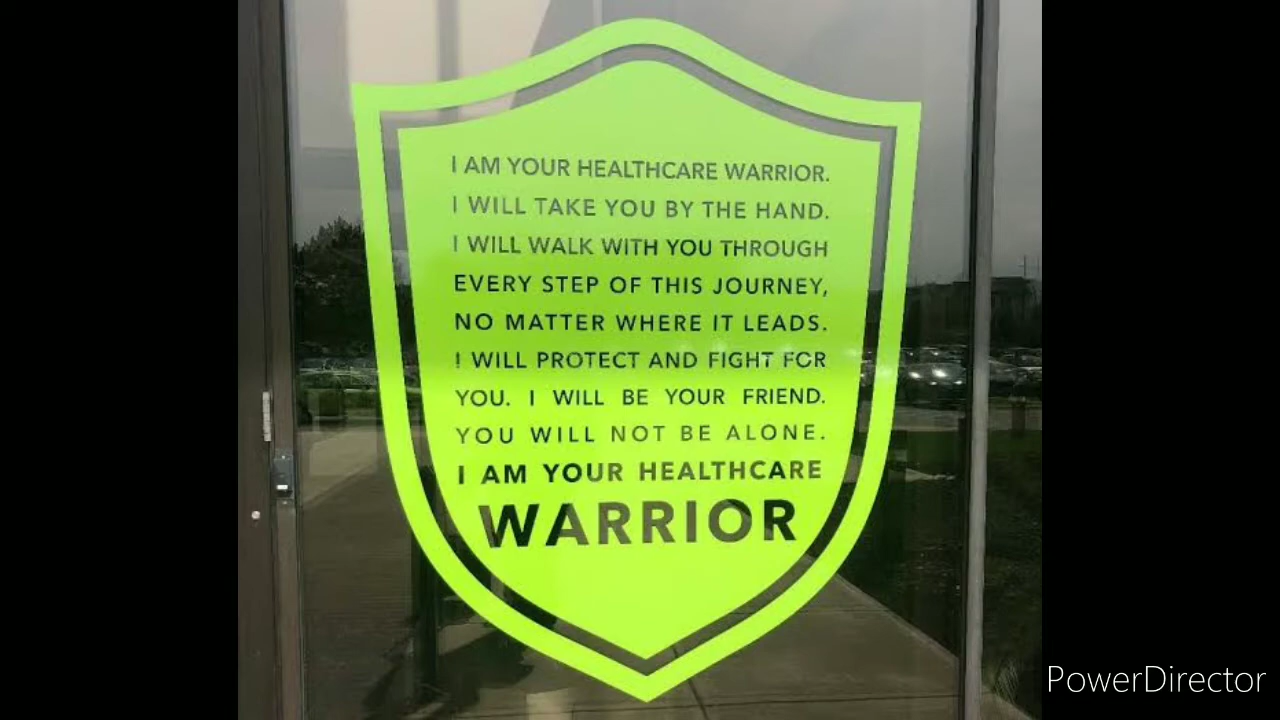 I AM YOUR HEALTHCARE WARRIOR.
I WILL TAKE YOU BY THE HAND.
I WILL WALK WITH YOU THROUGH
EVERY STEP OF THIS JOURNEY,
NO MATTER WHERE IT LEADS.
I WILL PROTECT AND FIGHT FOR
YOU. I WILL BE YOUR FRIEND.
YOU WILL NOT BE ALONE.
I AM YOUR HEALTHCARE
WARRIOR
PowerDirector